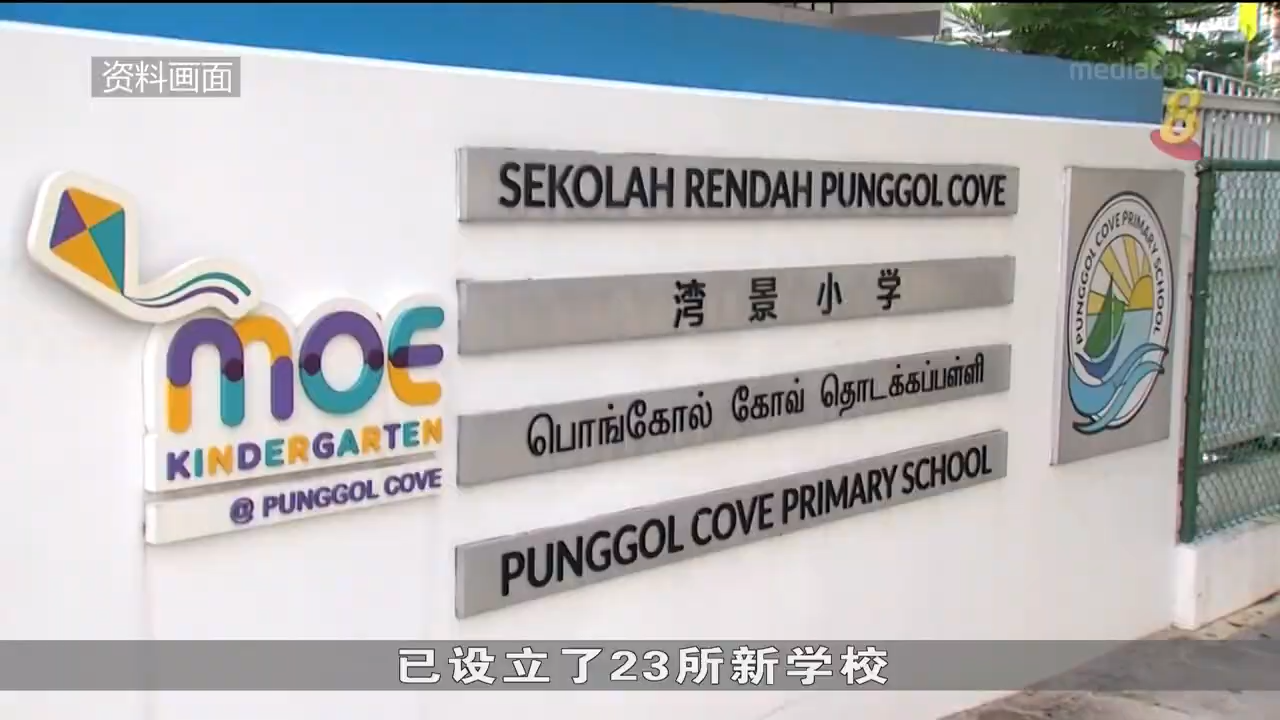 资料画面
mediacorp
8
SEKOLAH RENDAH PUNGGOL COVE
湾景小学
பொங்கோல் கோவ் தொடக்கப்பள்ளி
PUNGGOL COVE PRIMARY SCHOOL
moe
KINDERGARTEN
@ PUNGGOL COVE
PUNGGOL COVE PRIMARY SCHOOL
已设立了23所新学校